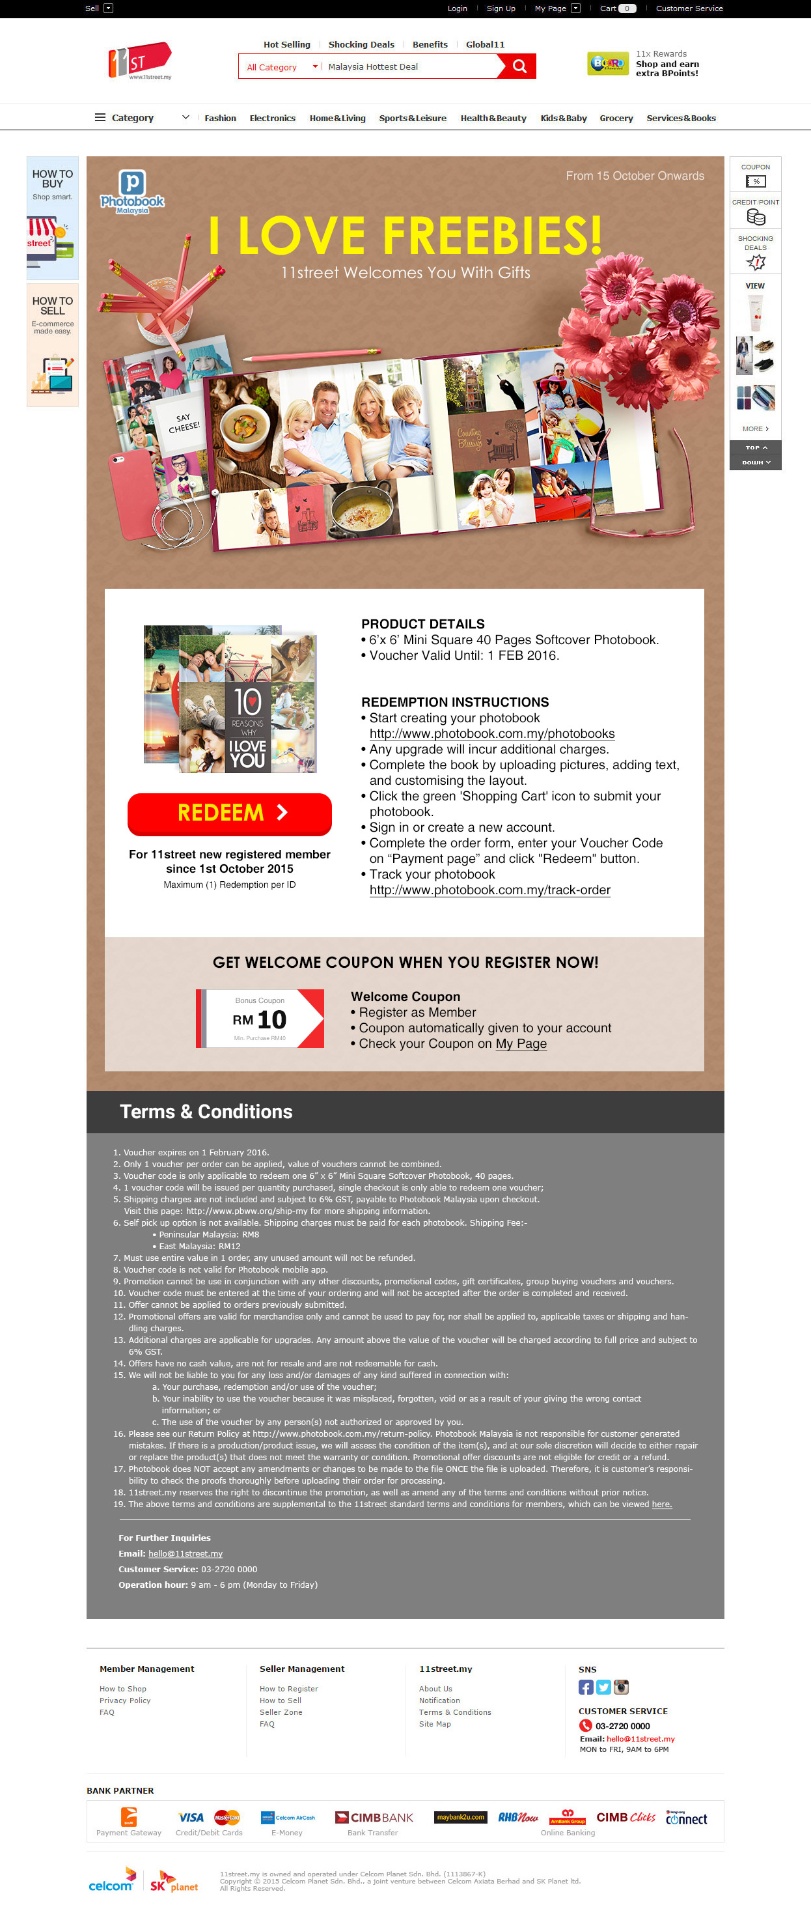 Sell
Login
Sign Up
My Page
Cart 0
Customer Service
Hot Selling
Shocking Deals
Benefits
Global11
11ST
www.11street.my
All Category
Malaysia Hottest Deal
11x Rewards
Shop and earn
extra BPoints!
Category
Fashion
Electronics
Home&Living
Sports&Leisure
Health&Beauty
Kids&Baby
Grocery
Services&Books
HOW TO
BUY
Shop smart.
street
HOW TO
SELL
E-commerce
made easy.
COUPON
%
CREDIT/POINT
SHOCKING
DEALS
VIEW
MORE >
TOP
DOWN
Photobook
Malaysia
From 15 October Onwards
I LOVE FREEBIES!
11street Welcomes You With Gifts
SAY
CHEESE!
10
REASONS
WHY
I LOVE
YOU
REDEEM >
For 11street new registered member
since 1st October 2015
Maximum (1) Redemption per ID
PRODUCT DETAILS
• 6'x 6' Mini Square 40 Pages Softcover Photobook.
• Voucher Valid Until: 1 FEB 2016.
REDEMPTION INSTRUCTIONS
• Start creating your photobook
http://www.photobook.com.my/photobooks
• Any upgrade will incur additional charges.
• Complete the book by uploading pictures, adding text,
and customising the layout.
• Click the green 'Shopping Cart' icon to submit your
photobook.
• Sign in or create a new account.
• Complete the order form, enter your Voucher Code
on “Payment page” and click "Redeem" button.
• Track your photobook
http://www.photobook.com.my/track-order
GET WELCOME COUPON WHEN YOU REGISTER NOW!
Bonus Coupon
RM 10
Min. Purchase RM40
Welcome Coupon
• Register as Member
• Coupon automatically given to your account
• Check your Coupon on My Page
Terms & Conditions
1. Voucher expires on 1 February 2016.
2. Only 1 voucher per order can be applied, value of vouchers cannot be combined.
3. Voucher code is only applicable to redeem one 6” x 6” Mini Square Softcover Photobook, 40 pages.
4. 1 voucher code will be issued per quantity purchased, single checkout is only able to redeem one voucher;
5. Shipping charges are not included and subject to 6% GST, payable to Photobook Malaysia upon checkout.
Visit this page: http://www.pbww.org/ship-my for more shipping information.
6. Self pick up option is not available. Shipping charges must be paid for each photobook. Shipping Fee:-
• Peninsular Malaysia: RM8
• East Malaysia: RM12
7. Must use entire value in 1 order, any unused amount will not be refunded.
8. Voucher code is not valid for Photobook mobile app.
9. Promotion cannot be use in conjunction with any other discounts, promotional codes, gift certificates, group buying vouchers and vouchers.
10. Voucher code must be entered at the time of your ordering and will not be accepted after the order is completed and received.
11. Offer cannot be applied to orders previously submitted.
12. Promotional offers are valid for merchandise only and cannot be used to pay for, nor shall be applied to, applicable taxes or shipping and han-
dling charges.
13. Additional charges are applicable for upgrades. Any amount above the value of the voucher will be charged according to full price and subject to
6% GST.
14. Offers have no cash value, are not for resale and are not redeemable for cash.
15. We will not be liable to you for any loss and/or damages of any kind suffered in connection with:
a. Your purchase, redemption and/or use of the voucher;
b. Your inability to use the voucher because it was misplaced, forgotten, void or as a result of your giving the wrong contact
information; or
c. The use of the voucher by any person(s) not authorized or approved by you.
16. Please see our Return Policy at http://www.photobook.com.my/return-policy. Photobook Malaysia is not responsible for customer generated
mistakes. If there is a production/product issue, we will assess the condition of the item(s), and at our sole discretion will decide to either repair
or replace the product(s) that does not meet the warranty or condition. Promotional offer discounts are not eligible for credit or a refund.
17. Photobook does NOT accept any amendments or changes to be made to the file ONCE the file is uploaded. Therefore, it is customer's responsi-
bility to check the proofs thoroughly before uploading their order for processing.
18. 11street.my reserves the right to discontinue the promotion, as well as amend any of the terms and conditions without prior notice.
19. The above terms and conditions are supplemental to the 11street standard terms and conditions for members, which can be viewed here.
For Further Inquiries
Email: hello@11street.my
Customer Service: 03-2720 0000
Operation hour: 9 am - 6 pm (Monday to Friday)
Member Management
How to Shop
Privacy Policy
FAQ
Seller Management
How to Register
How to Sell
Seller Zone
FAQ
11street.my
About Us
Notification
Terms & Conditions
Site Map
SNS
CUSTOMER SERVICE
03-2720 0000
Email: hello@11street.my
MON to FRI, 9AM to 6PM
BANK PARTNER
VISA
MasterCard
Celcom AirCash
CIMB BANK
maybank2u.com
RHB Now
AmBank Group
CIMB Clicks
connect
Payment Gateway
Credit/Debit Cards
E-Money
Bank Transfer
Online Banking
celcom
SK planet
11street.my is owned and operated under Celcom Planet Sdn. Bhd. (1113867-K)
Copyright © 2015 Celcom Planet Sdn. Bhd., a joint venture between Celcom Axiata Berhad and SK Planet ltd.
All Rights Reserved.